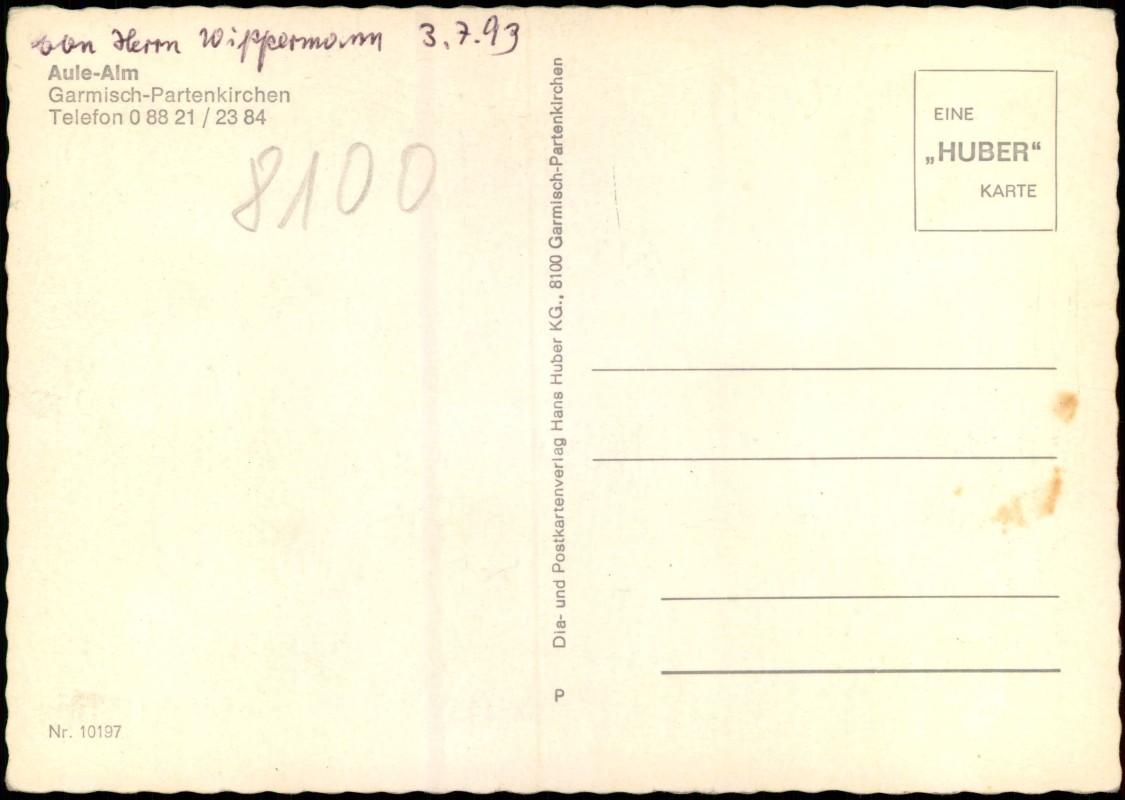 von Herrn Wippermann 3.7.93
Aule-Alm
Garmisch-Partenkirchen
Telefon 0 88 21 / 23 84
8100
Nr. 10197
Dia- und Postkartenverlag Hans Huber KG., 8100 Garmisch-Partenkirchen
P
EINE
„HUBER“
KARTE